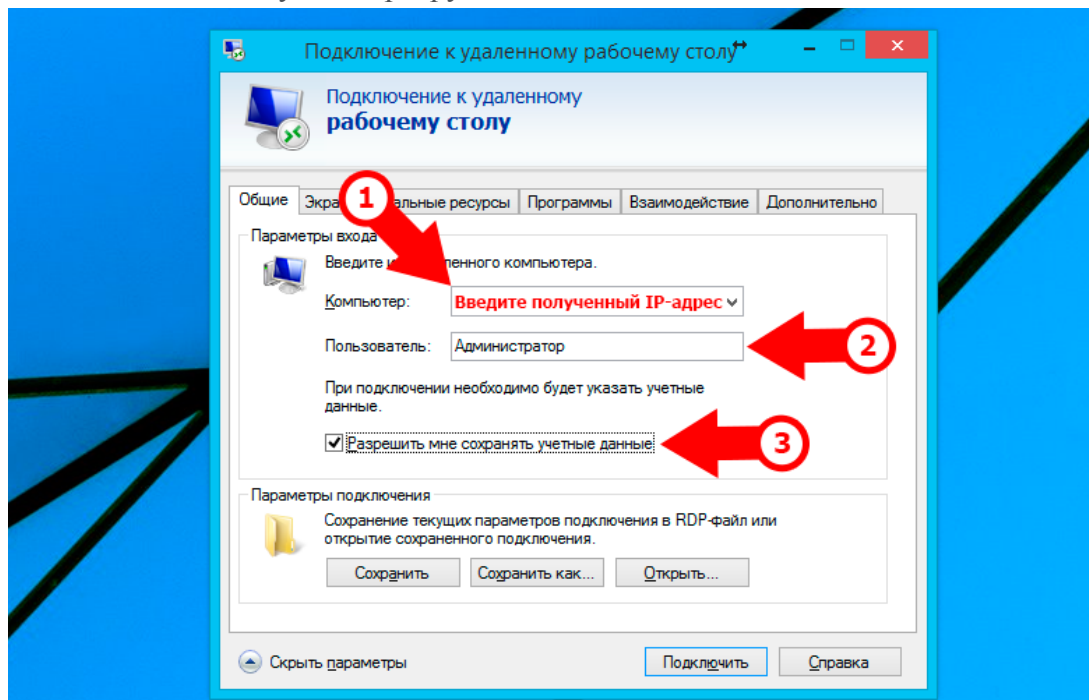 Подключение к удаленному рабочему столу
Подключение к удаленному
рабочему столу
Общие Экра альные ресурсы Программы Взаимодействие Дополнительно
1
Параметры входа
Введите ленного компьютера.
Компьютер: Введите полученный IP-адрес
Пользователь: Администратор
2
При подключении необходимо будет указать учетные
данные.
Разрешить мне сохранять учетные данные
3
Параметры подключения
Сохранение текущих параметров подключения в RDP-файл или
открытие сохраненного подключения.
Сохранить Сохранить как... Открыть...
Скрыть параметры Подключить Справка